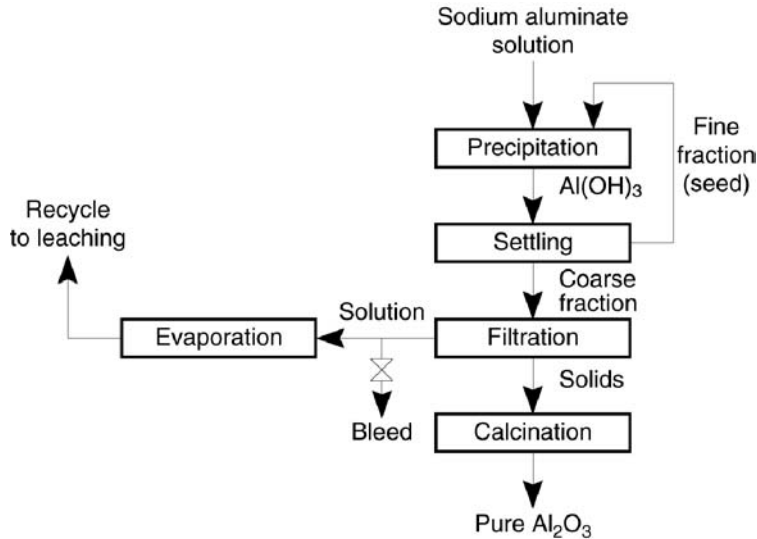 Sodium aluminate
solution
Precipitation
Fine
fraction
(seed)
Al(OH)₃
Recycle
to leaching
Settling
Coarse
fraction
Solution
Evaporation
Filtration
Solids
Bleed
Calcination
Pure Al₂O₃